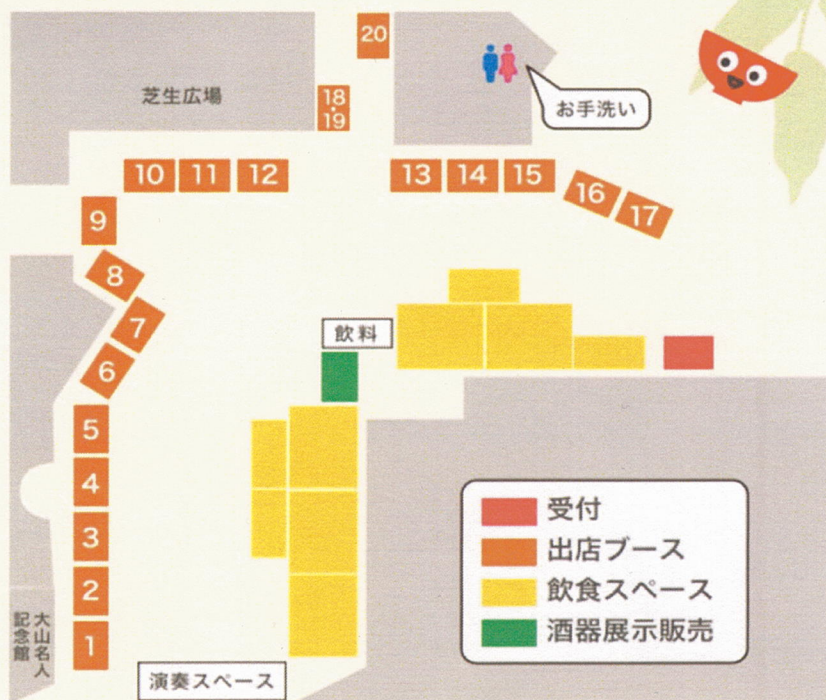 20
芝生広場
18・19
お手洗い
10 11 12
13 14 15
16
17
9
8
7
6
5
4
3
2
1
飲料
受付
出店ブース
飲食スペース
酒器展示販売
大山名人
記念館
演奏スペース